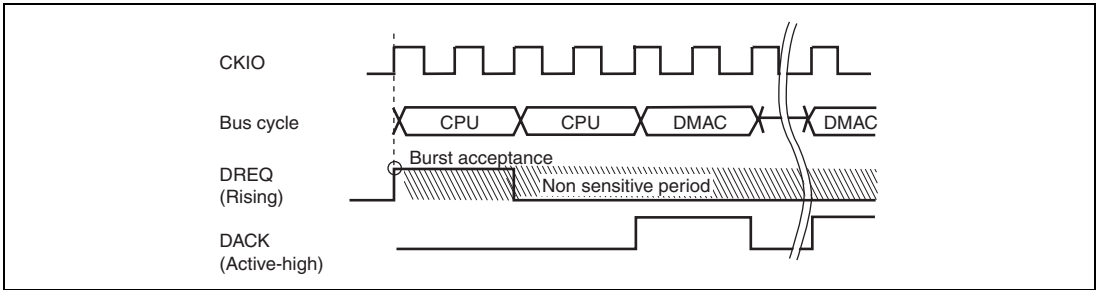 CKIO
Bus cycle CPU CPU DMAC DMAC
Burst acceptance
DREQ
(Rising)
Non sensitive period
DACK
(Active-high)